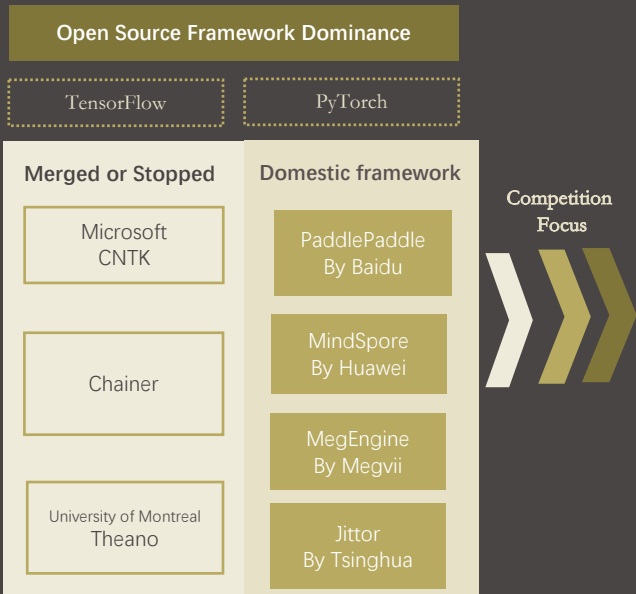 Open Source Framework Dominance
TensorFlow
PyTorch
Merged or Stopped
Microsoft
CNTK
Chainer
University of Montreal
Theano
Domestic framework
PaddlePaddle
By Baidu
MindSpore
By Huawei
MegEngine
By Megvii
Jittor
By Tsinghua
Competition
Focus